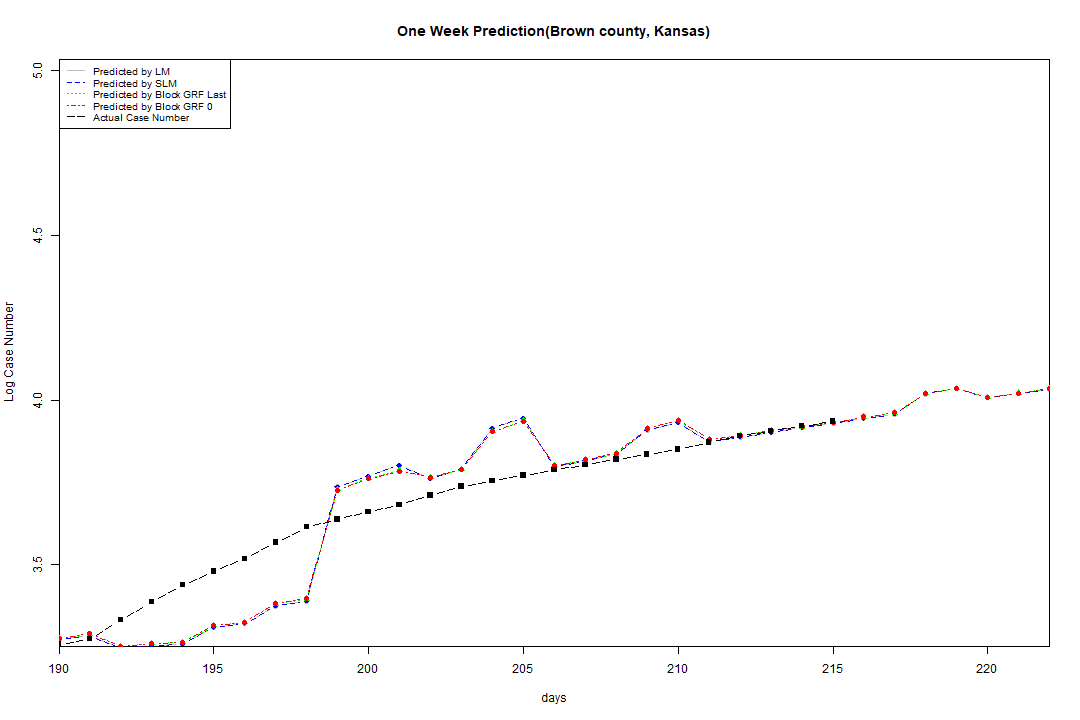 One Week Prediction(Brown county, Kansas)
Predicted by LM
Predicted by SLM
Predicted by Block GRF Last
Predicted by Block GRF 0
Actual Case Number
5.0
4.5
4.0
3.5
Log Case Number
190 195 200 205 210 215 220
days